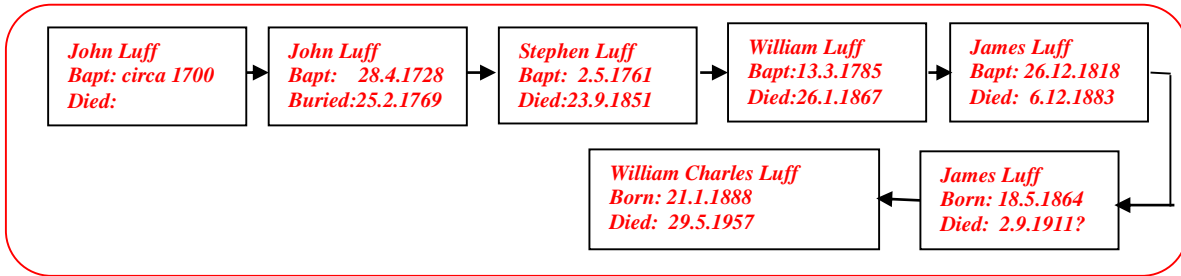 John Luff
Bapt: circa 1700
Died:
John Luff
Bapt: 28.4.1728
Buried:25.2.1769
Stephen Luff
Bapt: 2.5.1761
Died:23.9.1851
William Luff
Bapt:13.3.1785
Died:26.1.1867
James Luff
Bapt: 26.12.1818
Died: 6.12.1883
James Luff
Born: 18.5.1864
Died: 2.9.1911?
William Charles Luff
Born: 21.1.1888
Died: 29.5.1957